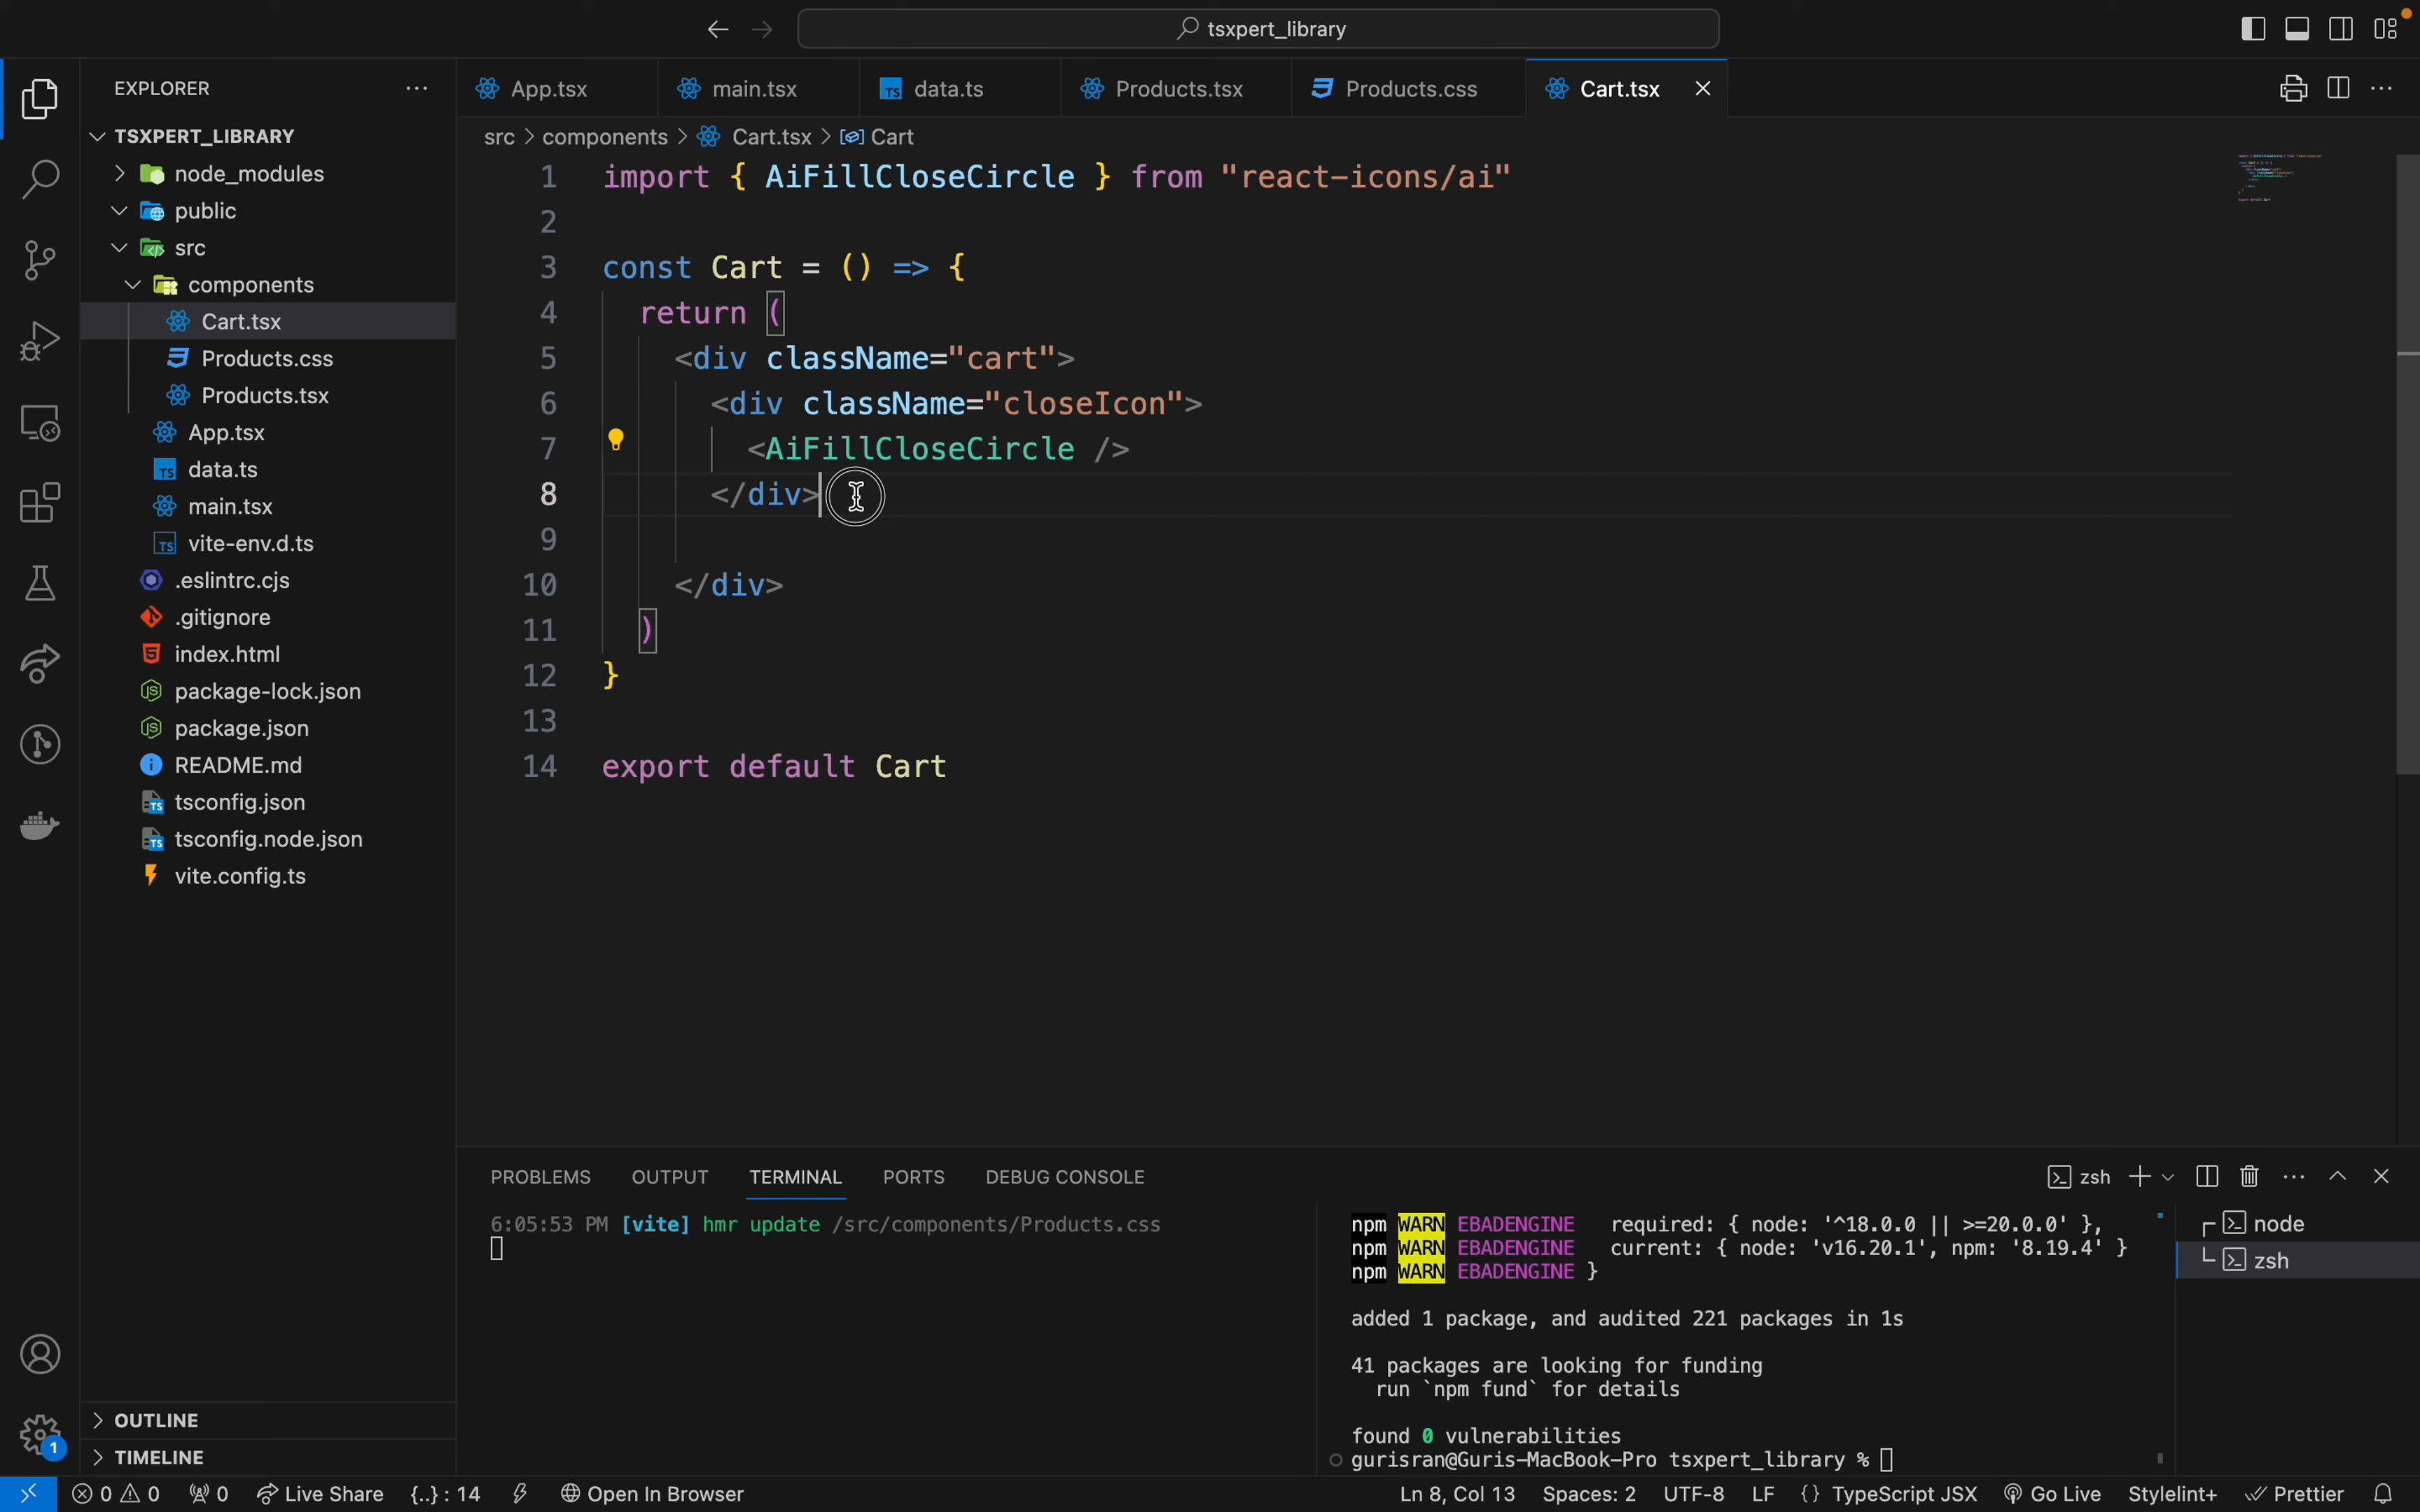 tsxpert_library
EXPLORER
TSXPERT_LIBRARY
node_modules
public
src
components
Cart.tsx
Products.css
Products.tsx
App.tsx
data.ts
main.tsx
vite-env.d.ts
.eslintrc.cjs
.gitignore
index.html
package-lock.json
package.json
README.md
tsconfig.json
tsconfig.node.json
vite.config.ts
OUTLINE
TIMELINE
App.tsx main.tsx data.ts Products.tsx Products.css Cart.tsx
src > components > Cart.tsx > Cart
1 import { AiFillCloseCircle } from "react-icons/ai"
2
3 const Cart = () => {
4 return (
5 <div className="cart">
6 <div className="closeIcon">
7 <AiFillCloseCircle />
8 </div>
9
10 </div>
11 )
12 }
13
14 export default Cart
PROBLEMS OUTPUT TERMINAL PORTS DEBUG CONSOLE
zsh
6:05:53 PM [vite] hmr update /src/components/Products.css
npm WARN EBADENGINE required: { node: '^18.0.0 || >=20.0.0' },
npm WARN EBADENGINE current: { node: 'v16.20.1', npm: '8.19.4' }
npm WARN EBADENGINE }
added 1 package, and audited 221 packages in 1s
41 packages are looking for funding
run `npm fund` for details
found 0 vulnerabilities
gurisran@Guris-MacBook-Pro tsxpert_library %
node
zsh
1
0 0 0 Live Share {..} : 14 Open In Browser Ln 8, Col 13 Spaces: 2 UTF-8 LF {} TypeScript JSX Go Live Stylelint+ Prettier